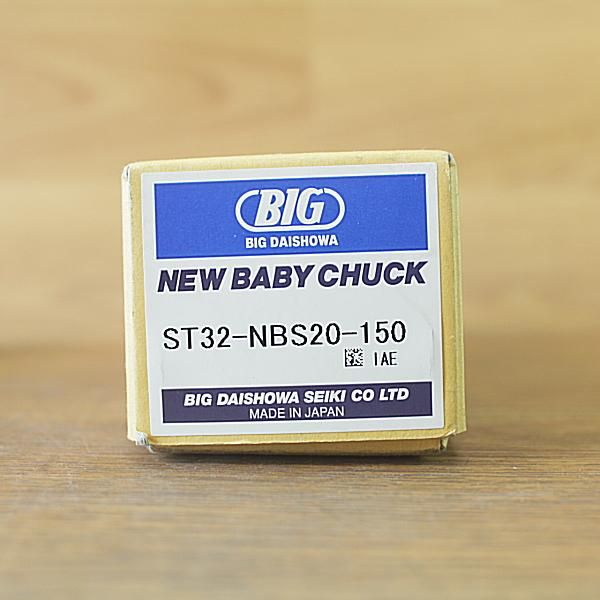 BIG
BIG DAISHOWA
NEW BABY CHUCK
ST32-NBS20-150
IAE
BIG DAISHOWA SEIKI CO LTD
MADE IN JAPAN